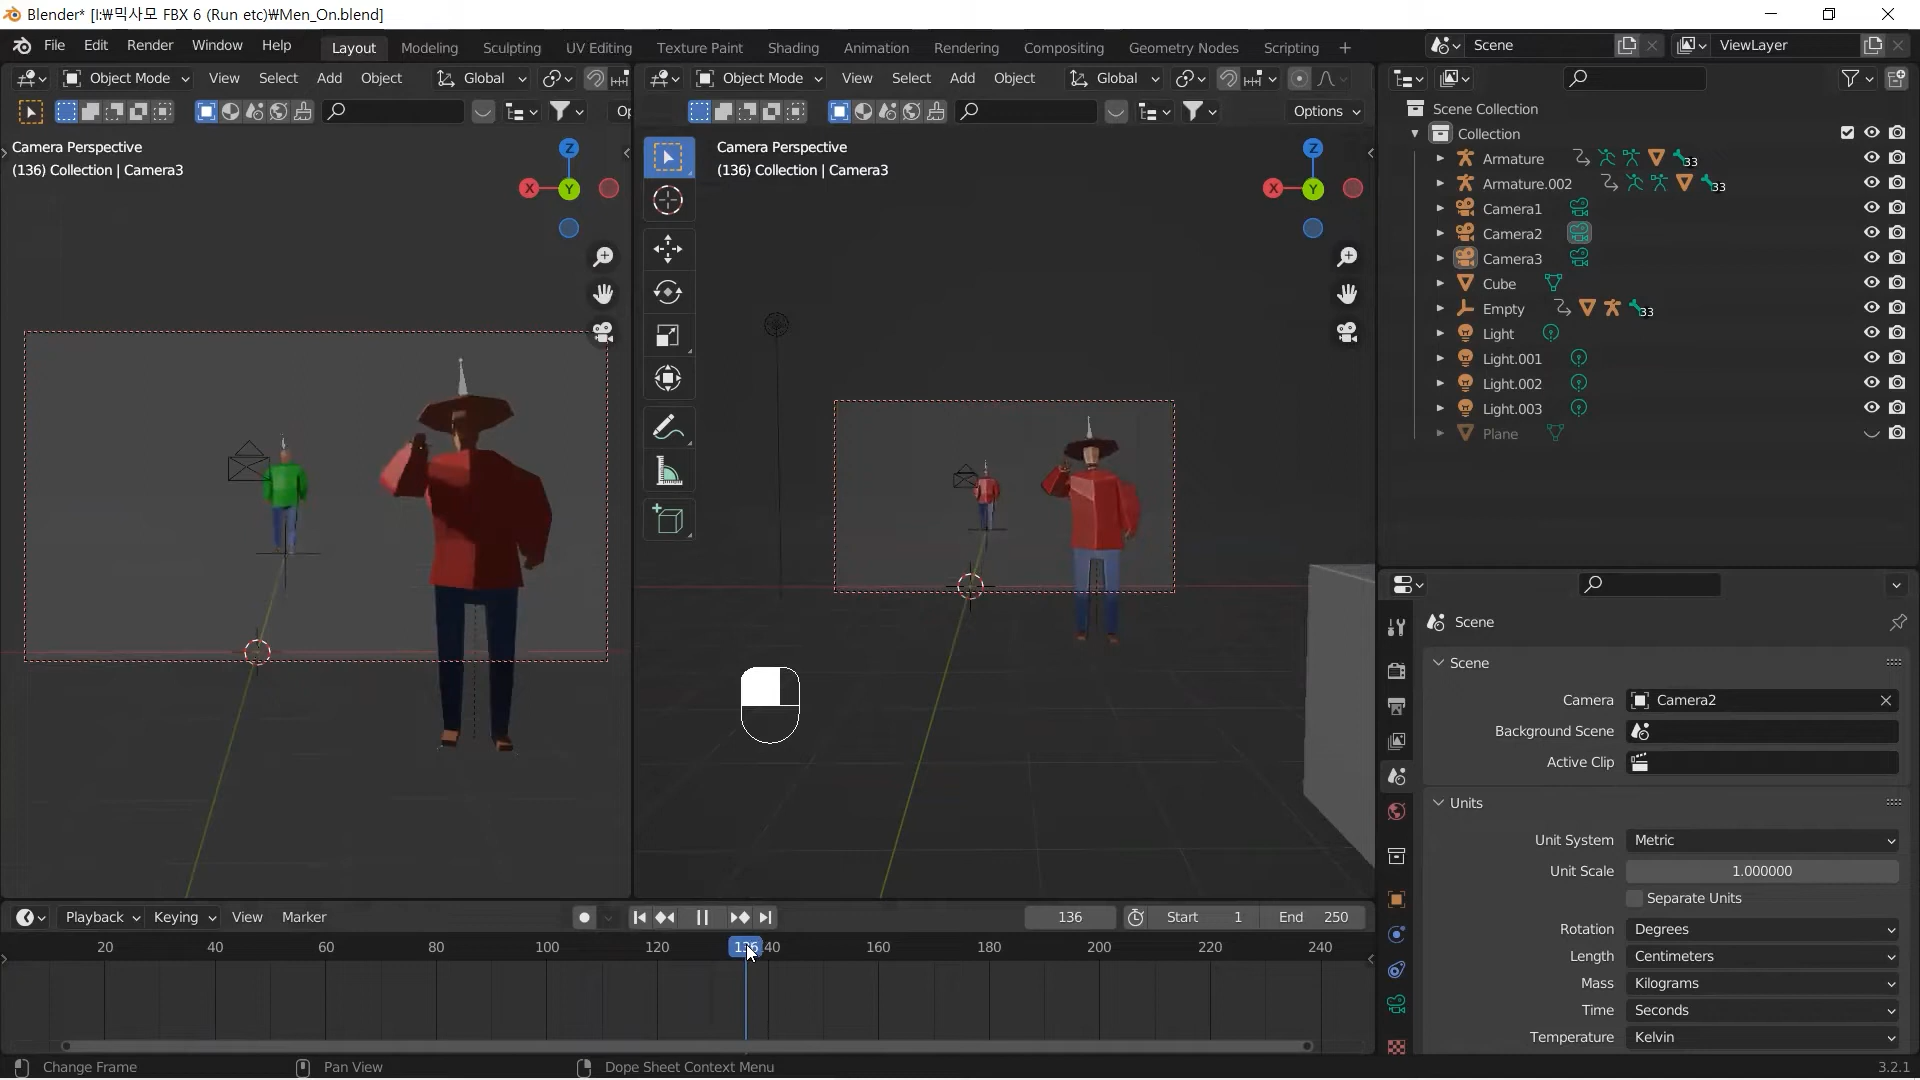 Blender* [I:₩믹사모 FBX 6 (Run etc)₩Men_On.blend]
File Edit Render Window Help Layout Modeling Sculpting UV Editing Texture Paint Shading Animation Rendering Compositing Geometry Nodes Scripting + Scene ViewLayer
Object Mode View Select Add Object Global
Object Mode View Select Add Object Global
Op
Options
Camera Perspective
(136) Collection | Camera3
Z
X
Y
Camera Perspective
(136) Collection | Camera3
Z
X
Y
Scene Collection
Collection
Armature 33
Armature.002 33
Camera1
Camera2
Camera3
Cube
Empty 33
Light
Light.001
Light.002
Light.003
Plane
Scene
Scene
Camera Camera2
Background Scene
Active Clip
Units
Unit System Metric
Unit Scale 1.000000
Separate Units
Rotation Degrees
Length Centimeters
Mass Kilograms
Time Seconds
Temperature Kelvin
Playback Keying View Marker 136 Start 1 End 250
20 40 60 80 100 120 136 140 160 180 200 220 240
Change Frame Pan View Dope Sheet Context Menu 3.2.1